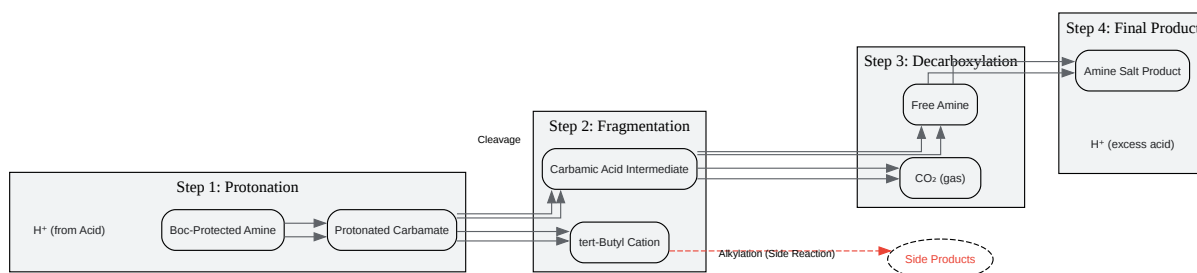 Step 1: Protonation
H⁺ (from Acid)
Boc-Protected Amine
Protonated Carbamate
Cleavage
Step 2: Fragmentation
Carbamic Acid Intermediate
tert-Butyl Cation
Alkylation (Side Reaction)
Side Products
Step 3: Decarboxylation
Free Amine
CO₂ (gas)
Step 4: Final Product
Amine Salt Product
H⁺ (excess acid)